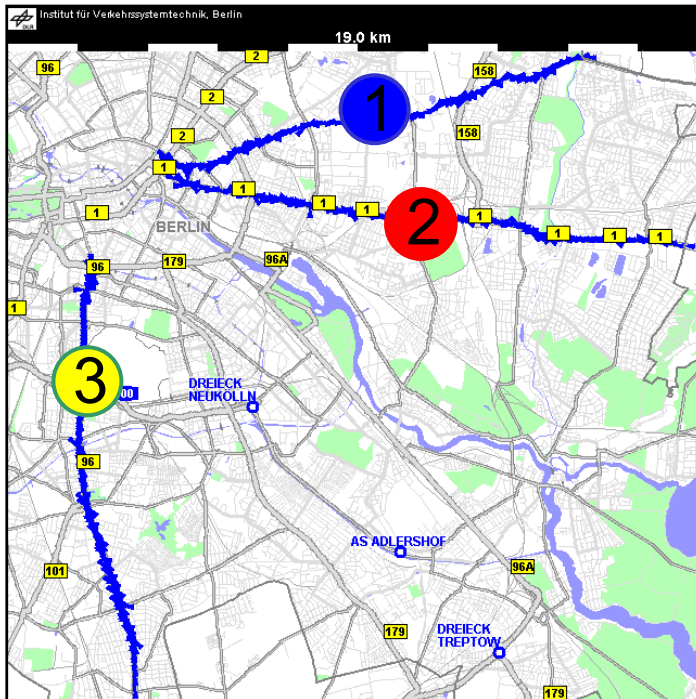 Institut für Verkehrssystemtechnik, Berlin
DLR
19.0 km
96
2
158
2
1
158
2
1
1
1
1
1
2
1
1
1
1
1
BERLIN
96
179
96A
1
3
00
DREIECK
NEUKÖLLN
96
AS ADLERSHOF
101
96A
179
DREIECK
TREPTOW
179